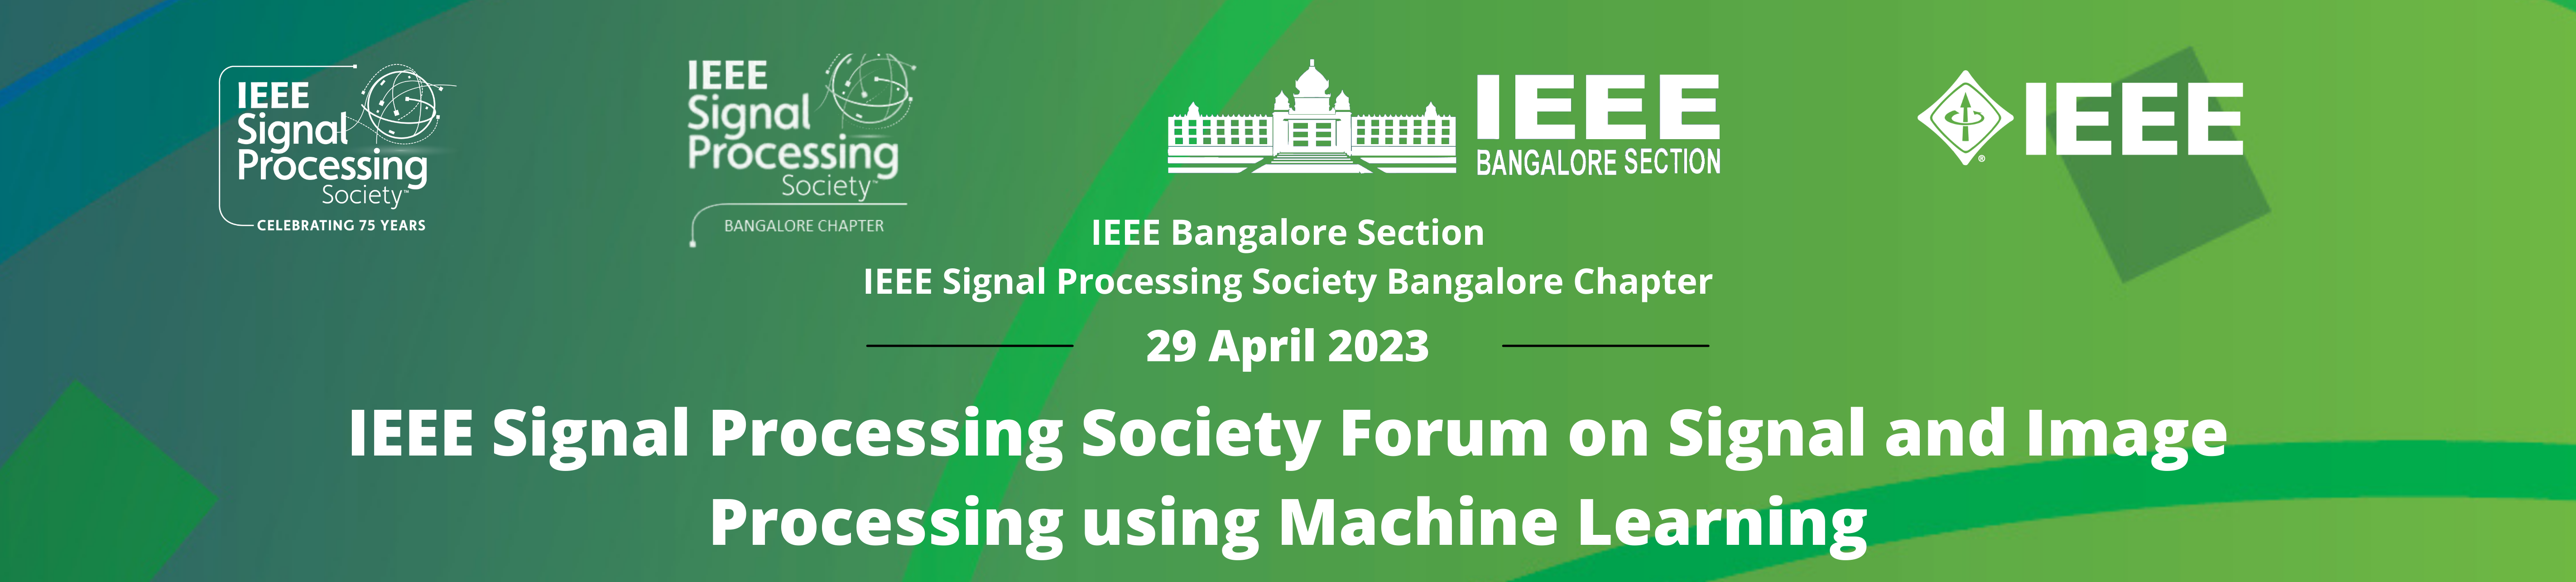 IEEE
Signal
Processing
Society™
CELEBRATING 75 YEARS
IEEE
Signal
Processing
Society™
BANGALORE CHAPTER
IEEE
BANGALORE SECTION
IEEE
®
IEEE Bangalore Section
IEEE Signal Processing Society Bangalore Chapter
29 April 2023
IEEE Signal Processing Society Forum on Signal and Image
Processing using Machine Learning